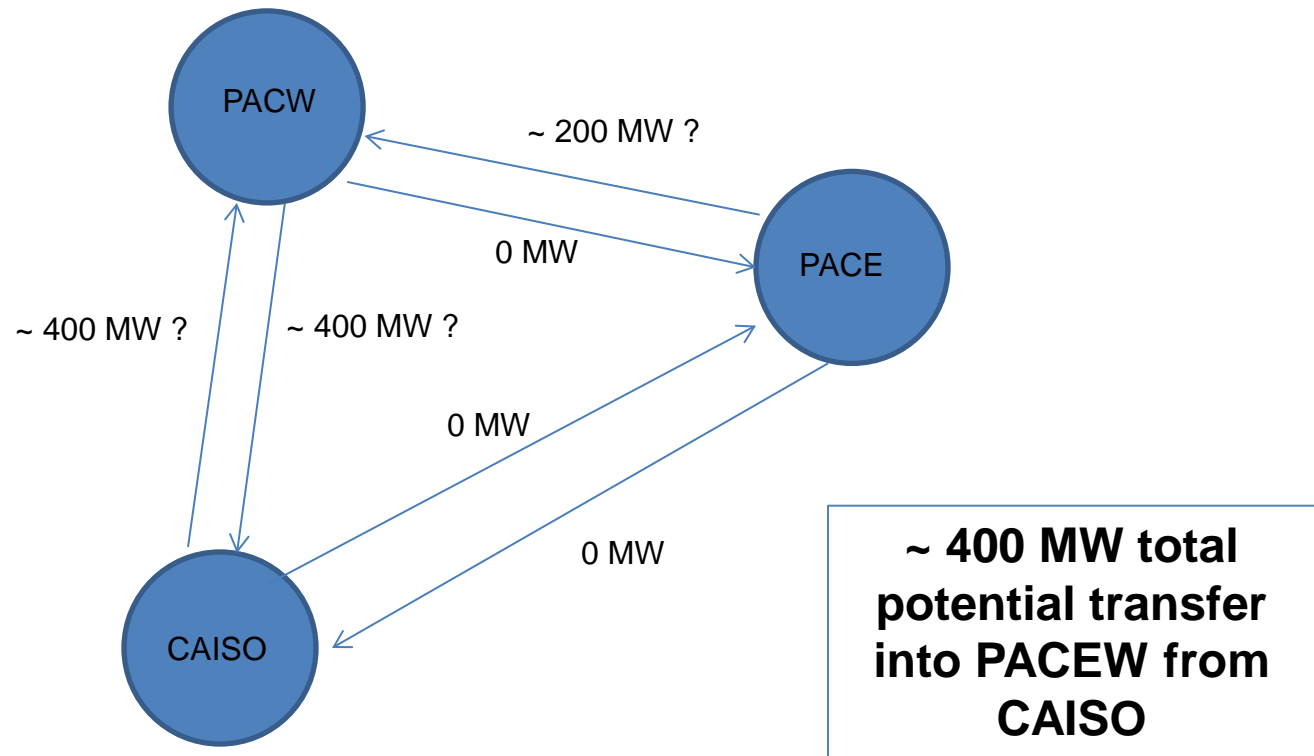 PACW
~ 200 MW ?
0 MW
PACE
~ 400 MW ?
~ 400 MW ?
0 MW
0 MW
CAISO
~ 400 MW total
potential transfer
into PACEW from
CAISO